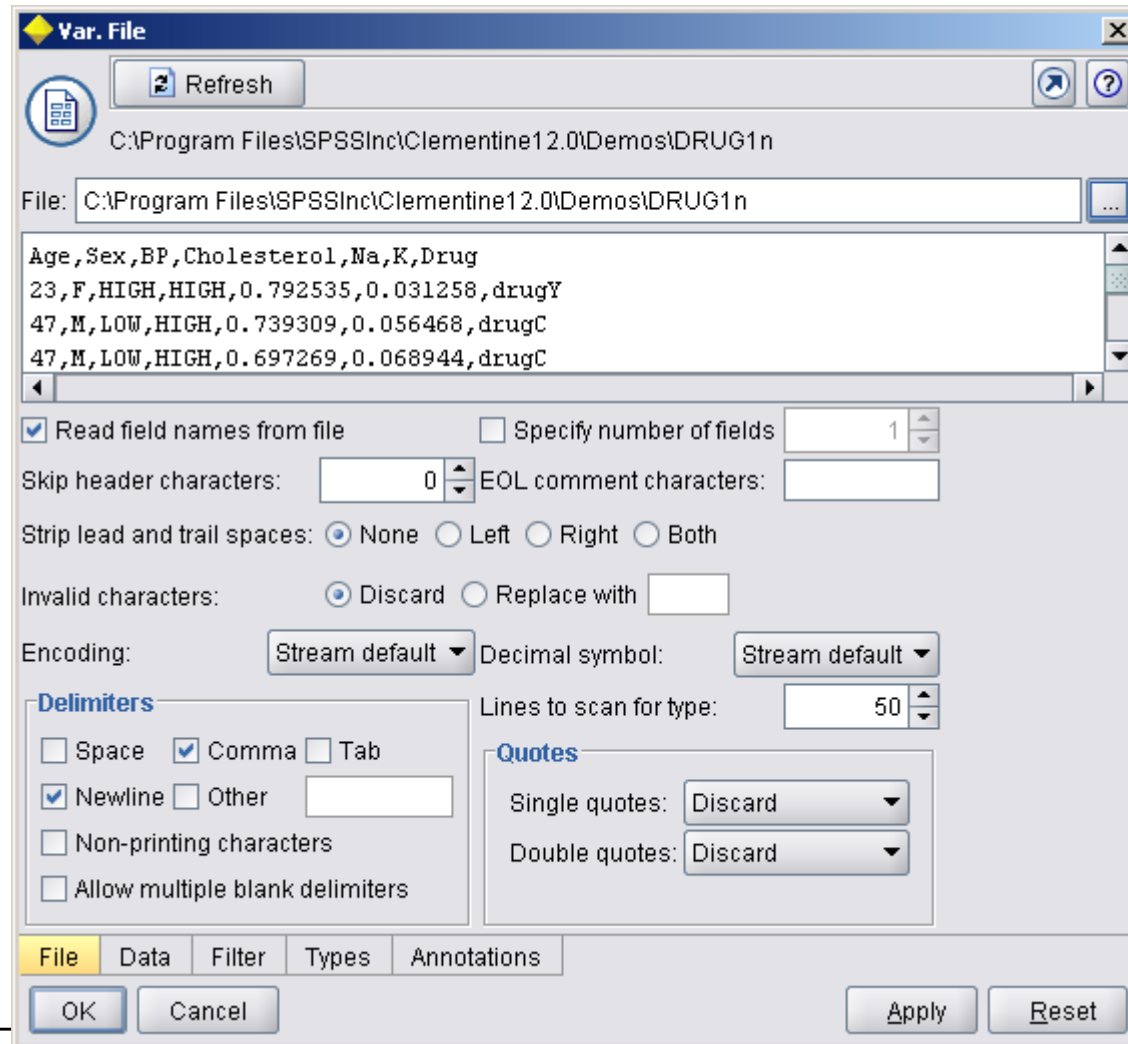 Var. File
Refresh
C:\Program Files\SPSSInc\Clementine12.0\Demos\DRUG1n
File: C:\Program Files\SPSSInc\Clementine12.0\Demos\DRUG1n ...
Age,Sex,BP,Cholesterol,Na,K,Drug
23,F,HIGH,HIGH,0.792535,0.031258,drugY
47,M,LOW,HIGH,0.739309,0.056468,drugC
47,M,LOW,HIGH,0.697269,0.068944,drugC
Read field names from file Specify number of fields 1
Skip header characters: 0 EOL comment characters:
Strip lead and trail spaces: None Left Right Both
Invalid characters: Discard Replace with
Encoding: Stream default Decimal symbol: Stream default
Delimiters Lines to scan for type: 50
Space Comma Tab Quotes
Newline Other Single quotes: Discard
Non-printing characters Double quotes: Discard
Allow multiple blank delimiters
File Data Filter Types Annotations
OK Cancel Apply Reset